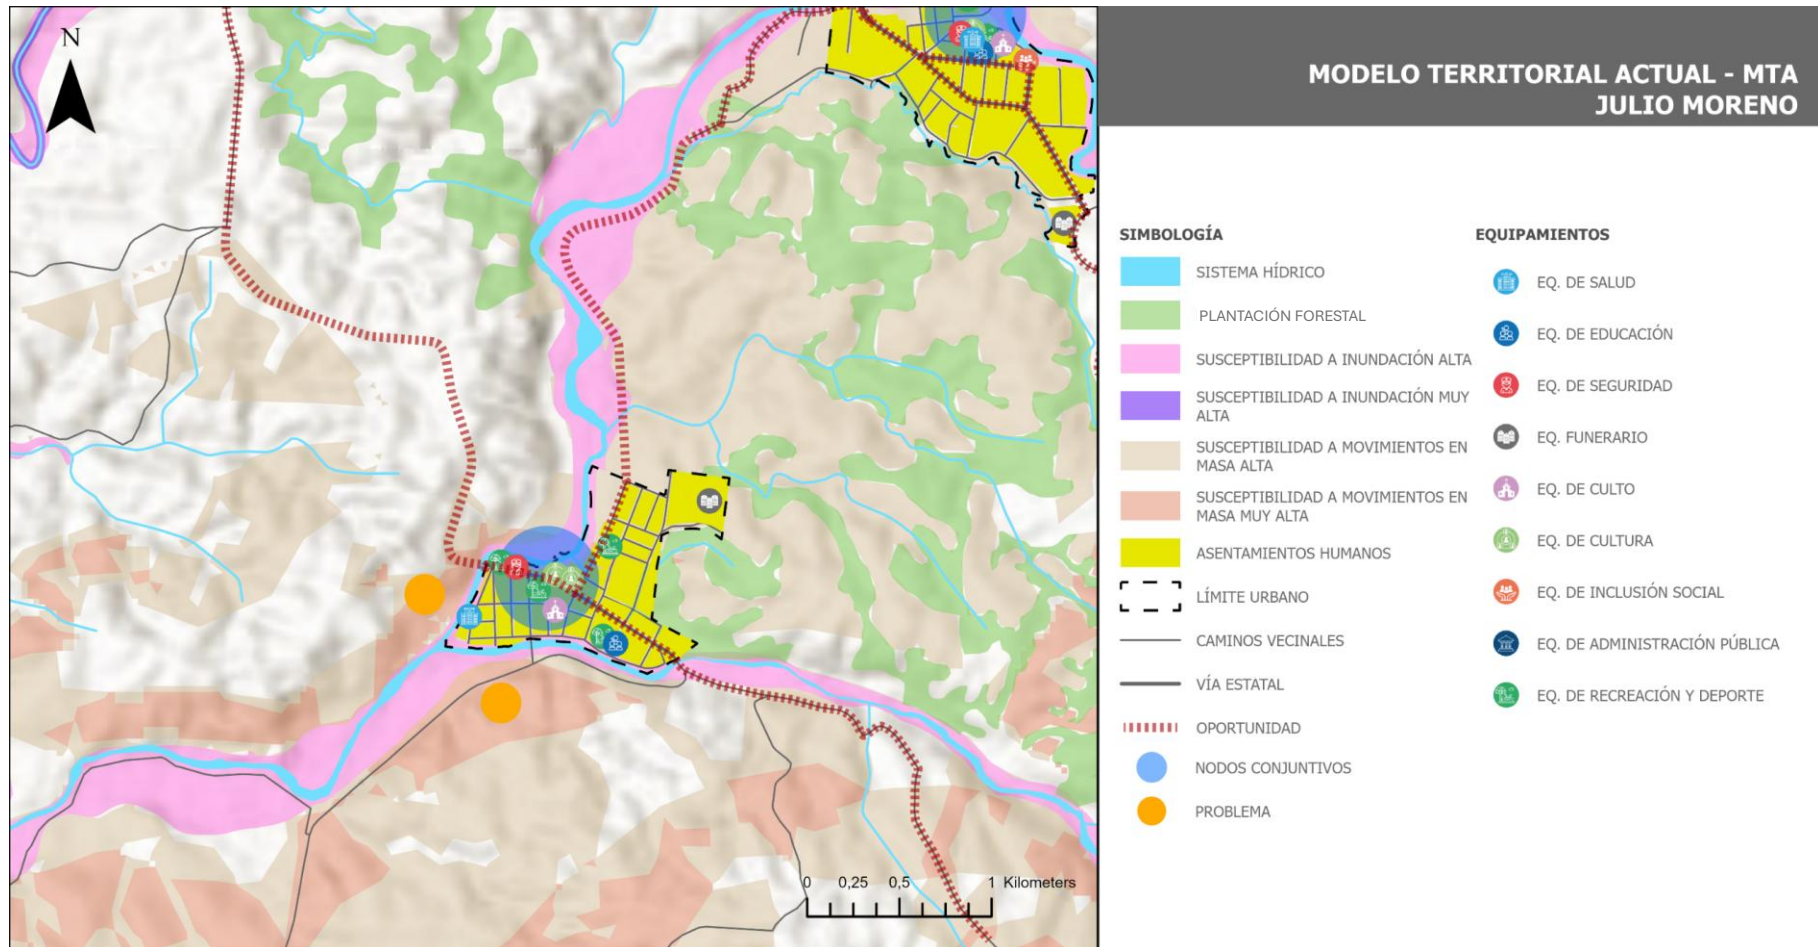 N
MODELO TERRITORIAL ACTUAL - MTA
JULIO MORENO
SIMBOLOGÍA
SISTEMA HÍDRICO
PLANTACIÓN FORESTAL
SUSCEPTIBILIDAD A INUNDACIÓN ALTA
SUSCEPTIBILIDAD A INUNDACIÓN MUY
ALTA
SUSCEPTIBILIDAD A MOVIMIENTOS EN
MASA ALTA
SUSCEPTIBILIDAD A MOVIMIENTOS EN
MASA MUY ALTA
ASENTAMIENTOS HUMANOS
LÍMITE URBANO
CAMINOS VECINALES
VÍA ESTATAL
OPORTUNIDAD
NODOS CONJUNTIVOS
PROBLEMA
EQUIPAMIENTOS
EQ. DE SALUD
EQ. DE EDUCACIÓN
EQ. DE SEGURIDAD
EQ. FUNERARIO
EQ. DE CULTO
EQ. DE CULTURA
EQ. DE INCLUSIÓN SOCIAL
EQ. DE ADMINISTRACIÓN PÚBLICA
EQ. DE RECREACIÓN Y DEPORTE
0 0,25 0,5 1 Kilometers